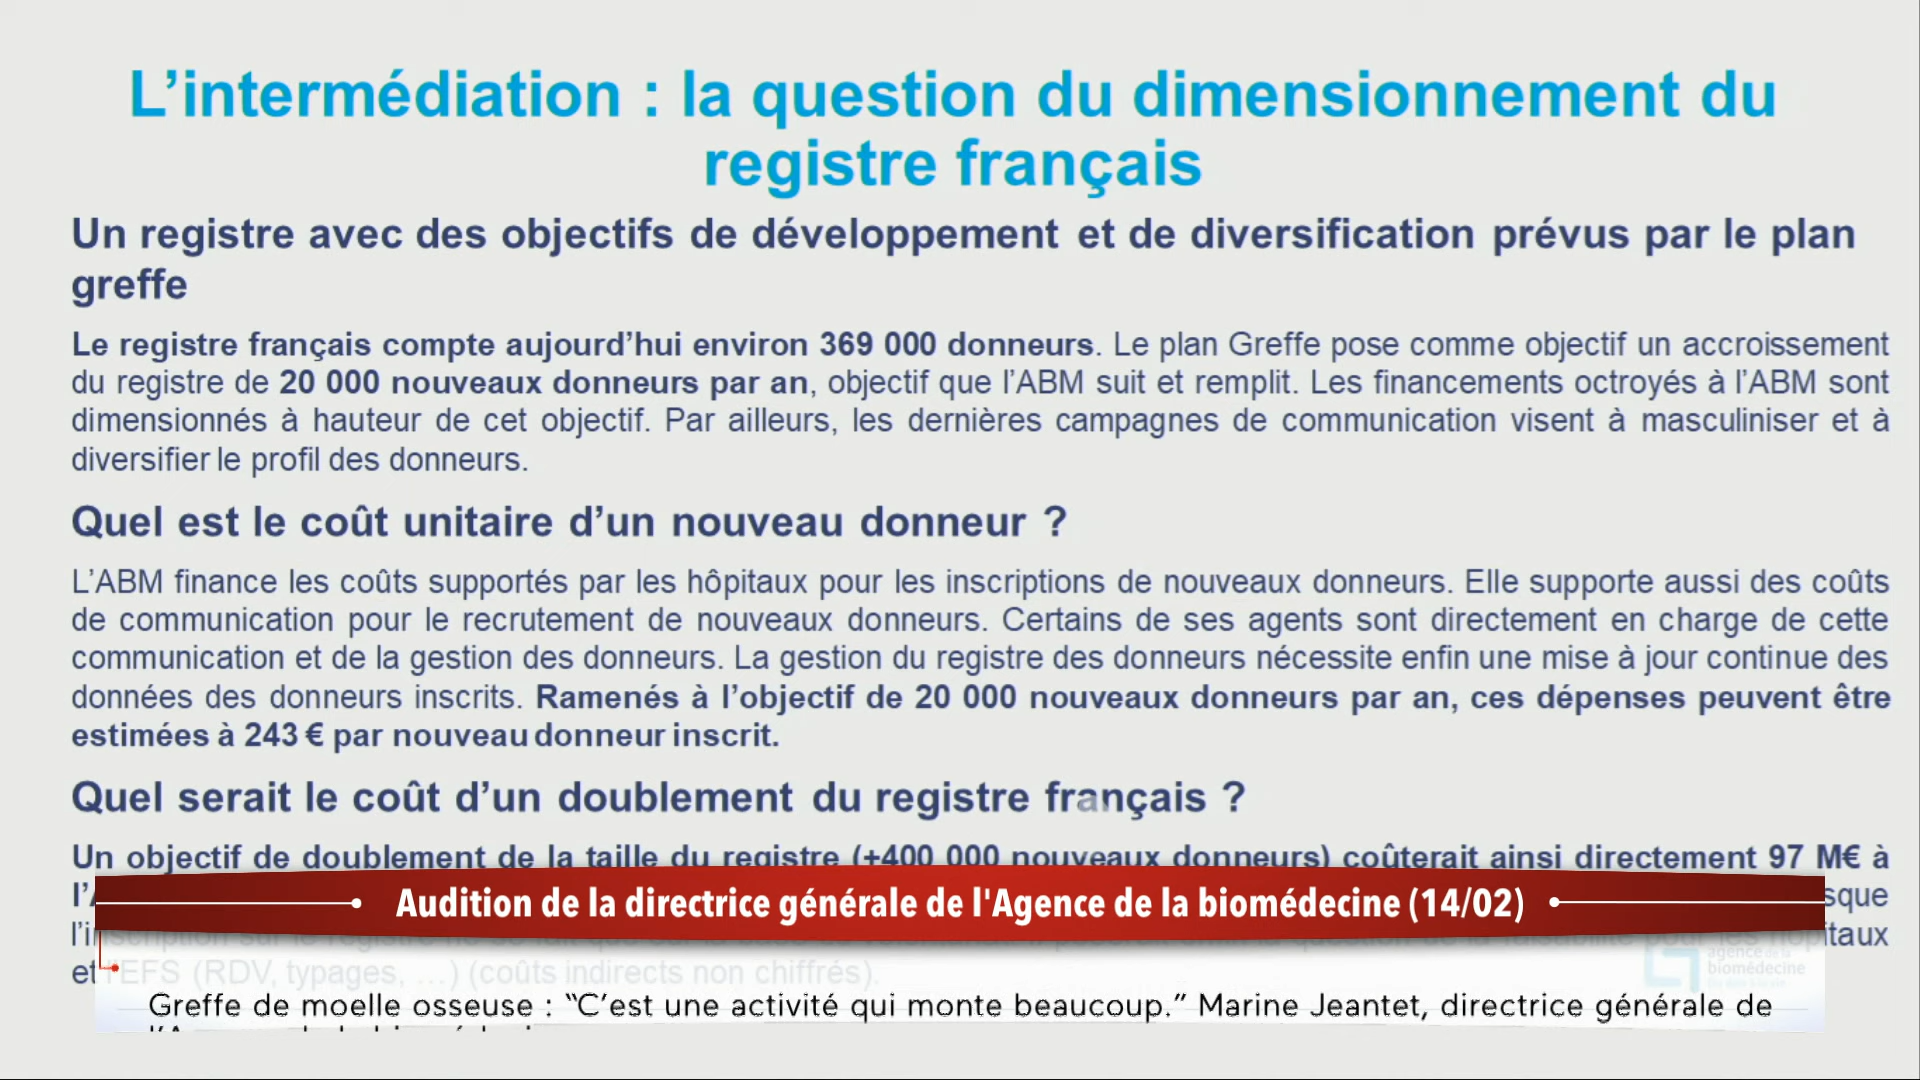 L’intermédiation : la question du dimensionnement du
registre français
Un registre avec des objectifs de développement et de diversification prévus par le plan
greffe
Le registre français compte aujourd’hui environ 369 000 donneurs. Le plan Greffe pose comme objectif un accroissement
du registre de 20 000 nouveaux donneurs par an, objectif que l’ABM suit et remplit. Les financements octroyés à l’ABM sont
dimensionnés à hauteur de cet objectif. Par ailleurs, les dernières campagnes de communication visent à masculiniser et à
diversifier le profil des donneurs.
Quel est le coût unitaire d’un nouveau donneur ?
L’ABM finance les coûts supportés par les hôpitaux pour les inscriptions de nouveaux donneurs. Elle supporte aussi des coûts
de communication pour le recrutement de nouveaux donneurs. Certains de ses agents sont directement en charge de cette
communication et de la gestion des donneurs. La gestion du registre des donneurs nécessite enfin une mise à jour continue des
données des donneurs inscrits. Ramenés à l’objectif de 20 000 nouveaux donneurs par an, ces dépenses peuvent être
estimées à 243 € par nouveau donneur inscrit.
Quel serait le coût d’un doublement du registre français ?
Un objectif de doublement de la taille du registre (+400 000 nouveaux donneurs) coûterait ainsi directement 97 M€ à
Audition de la directrice générale de l'Agence de la biomédecine (14/02)
et l’EFS (RDV, typages, …) (coûts indirects non chiffrés).
agence de la
biomédecine
Greffe de moelle osseuse : “C’est une activité qui monte beaucoup.” Marine Jeantet, directrice générale de